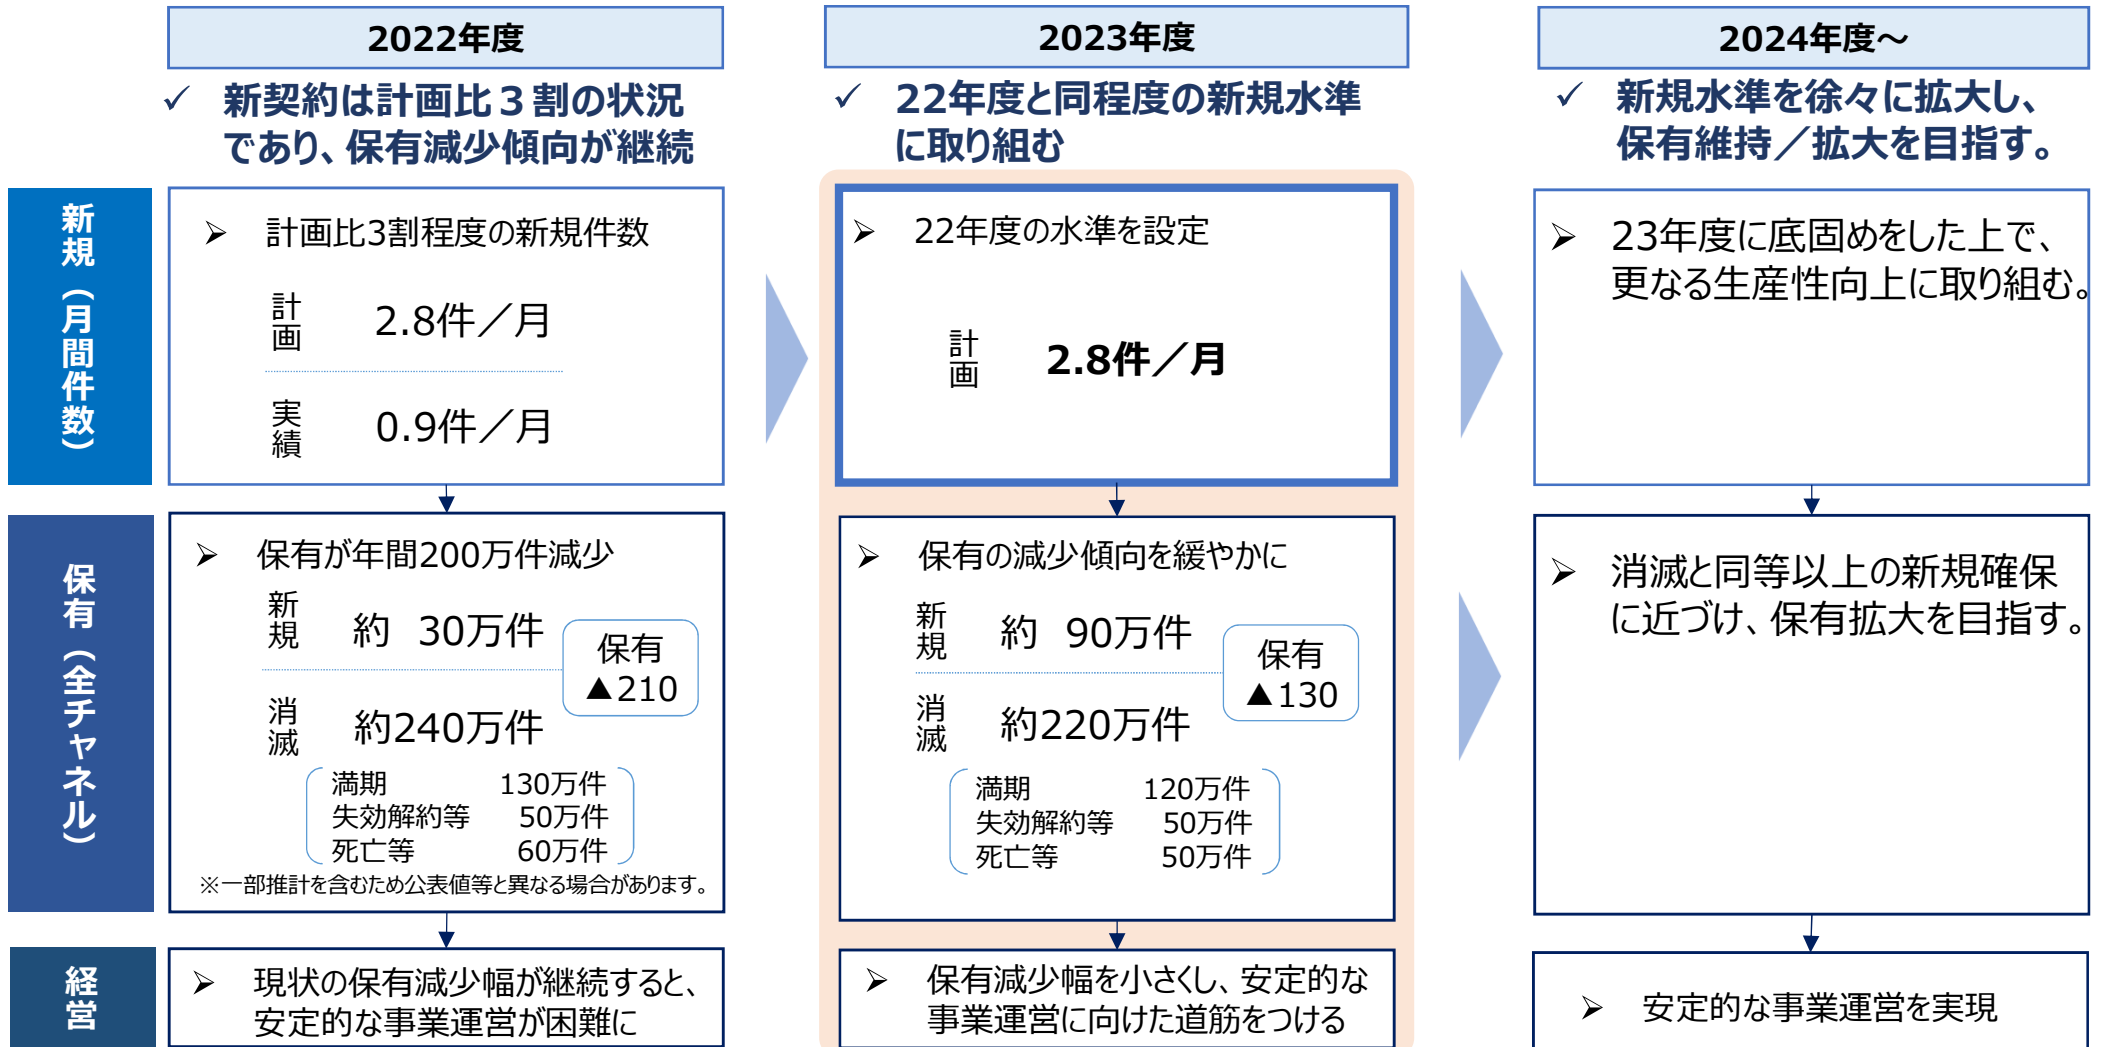 2022年度
✓ 新契約は計画比３割の状況
であり、保有減少傾向が継続
2023年度
✓ 22年度と同程度の新規水準
に取り組む
2024年度～
✓ 新規水準を徐々に拡大し、
保有維持／拡大を目指す。
新規（月間件数）
➢ 計画比3割程度の新規件数
計画 2.8件／月
実績 0.9件／月
➢ 22年度の水準を設定
計画 2.8件／月
➢ 23年度に底固めをした上で、
更なる生産性向上に取り組む。
保有（全チャネル）
➢ 保有が年間200万件減少
新規 約 30万件
消滅 約240万件
保有
▲210
満期 130万件
失効解約等 50万件
死亡等 60万件
※一部推計を含むため公表値等と異なる場合があります。
➢ 保有の減少傾向を緩やかに
新規 約 90万件
消滅 約220万件
保有
▲130
満期 120万件
失効解約等 50万件
死亡等 50万件
➢ 消滅と同等以上の新規確保
に近づけ、保有拡大を目指す。
経営
➢ 現状の保有減少幅が継続すると、
安定的な事業運営が困難に
➢ 保有減少幅を小さくし、安定的な
事業運営に向けた道筋をつける
➢ 安定的な事業運営を実現